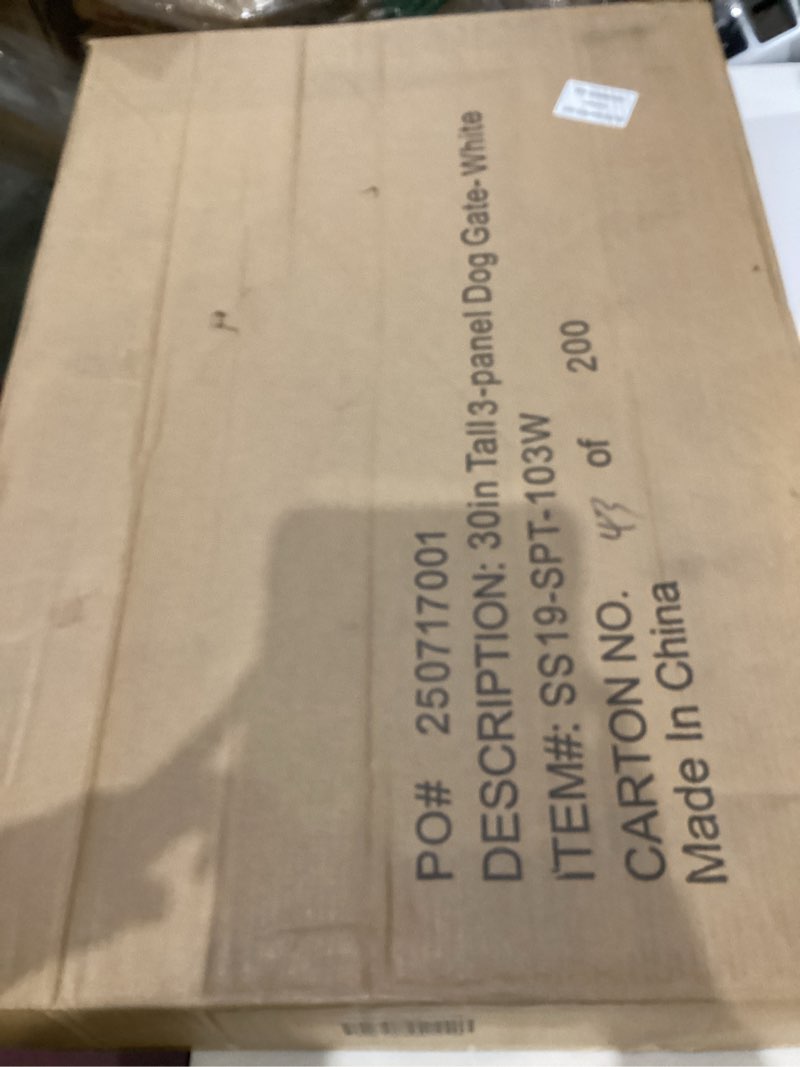 PO# 250717001
DESCRIPTION: 30in Tall 3-panel Dog Gate-White
ITEM#: SS19-SPT-103W
CARTON NO. 43 of 200
Made In China